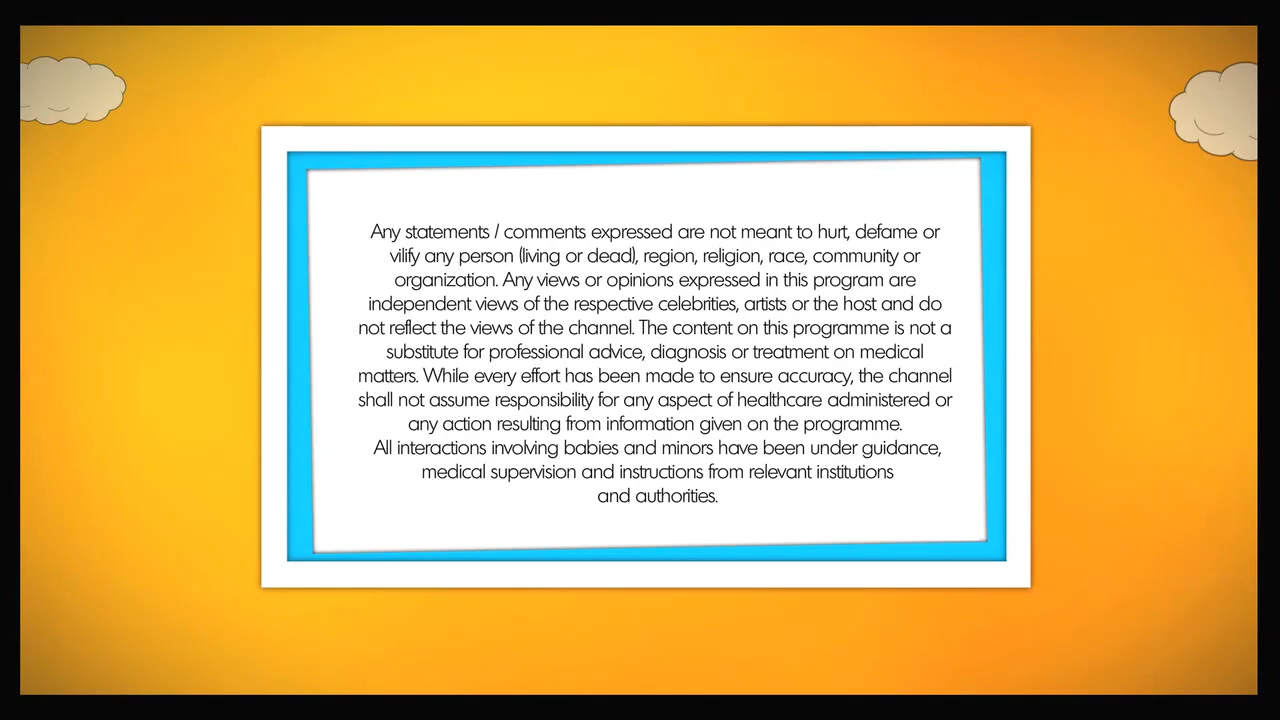 Any statements / comments expressed are not meant to hurt, defame or
vilify any person (living or dead), region, religion, race, community or
organization. Any views or opinions expressed in this program are
independent views of the respective celebrities, artists or the host and do
not reflect the views of the channel. The content on this programme is not a
substitute for professional advice, diagnosis or treatment on medical
matters. While every effort has been made to ensure accuracy, the channel
shall not assume responsibility for any aspect of healthcare administered or
any action resulting from information given on the programme.
All interactions involving babies and minors have been under guidance,
medical supervision and instructions from relevant institutions
and authorities.